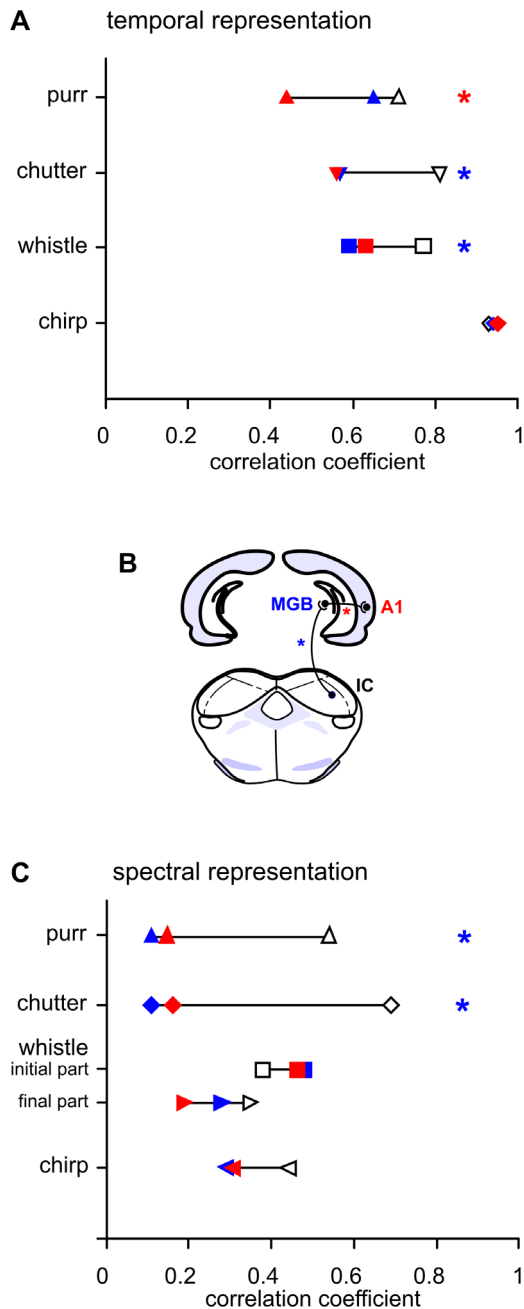 A temporal representation
purr *
chutter *
whistle *
chirp
0 0.2 0.4 0.6 0.8 1
correlation coefficient
B
MGB * A1
*
IC
C spectral representation
purr *
chutter *
whistle
initial part
final part
chirp
0 0.2 0.4 0.6 0.8 1
correlation coefficient